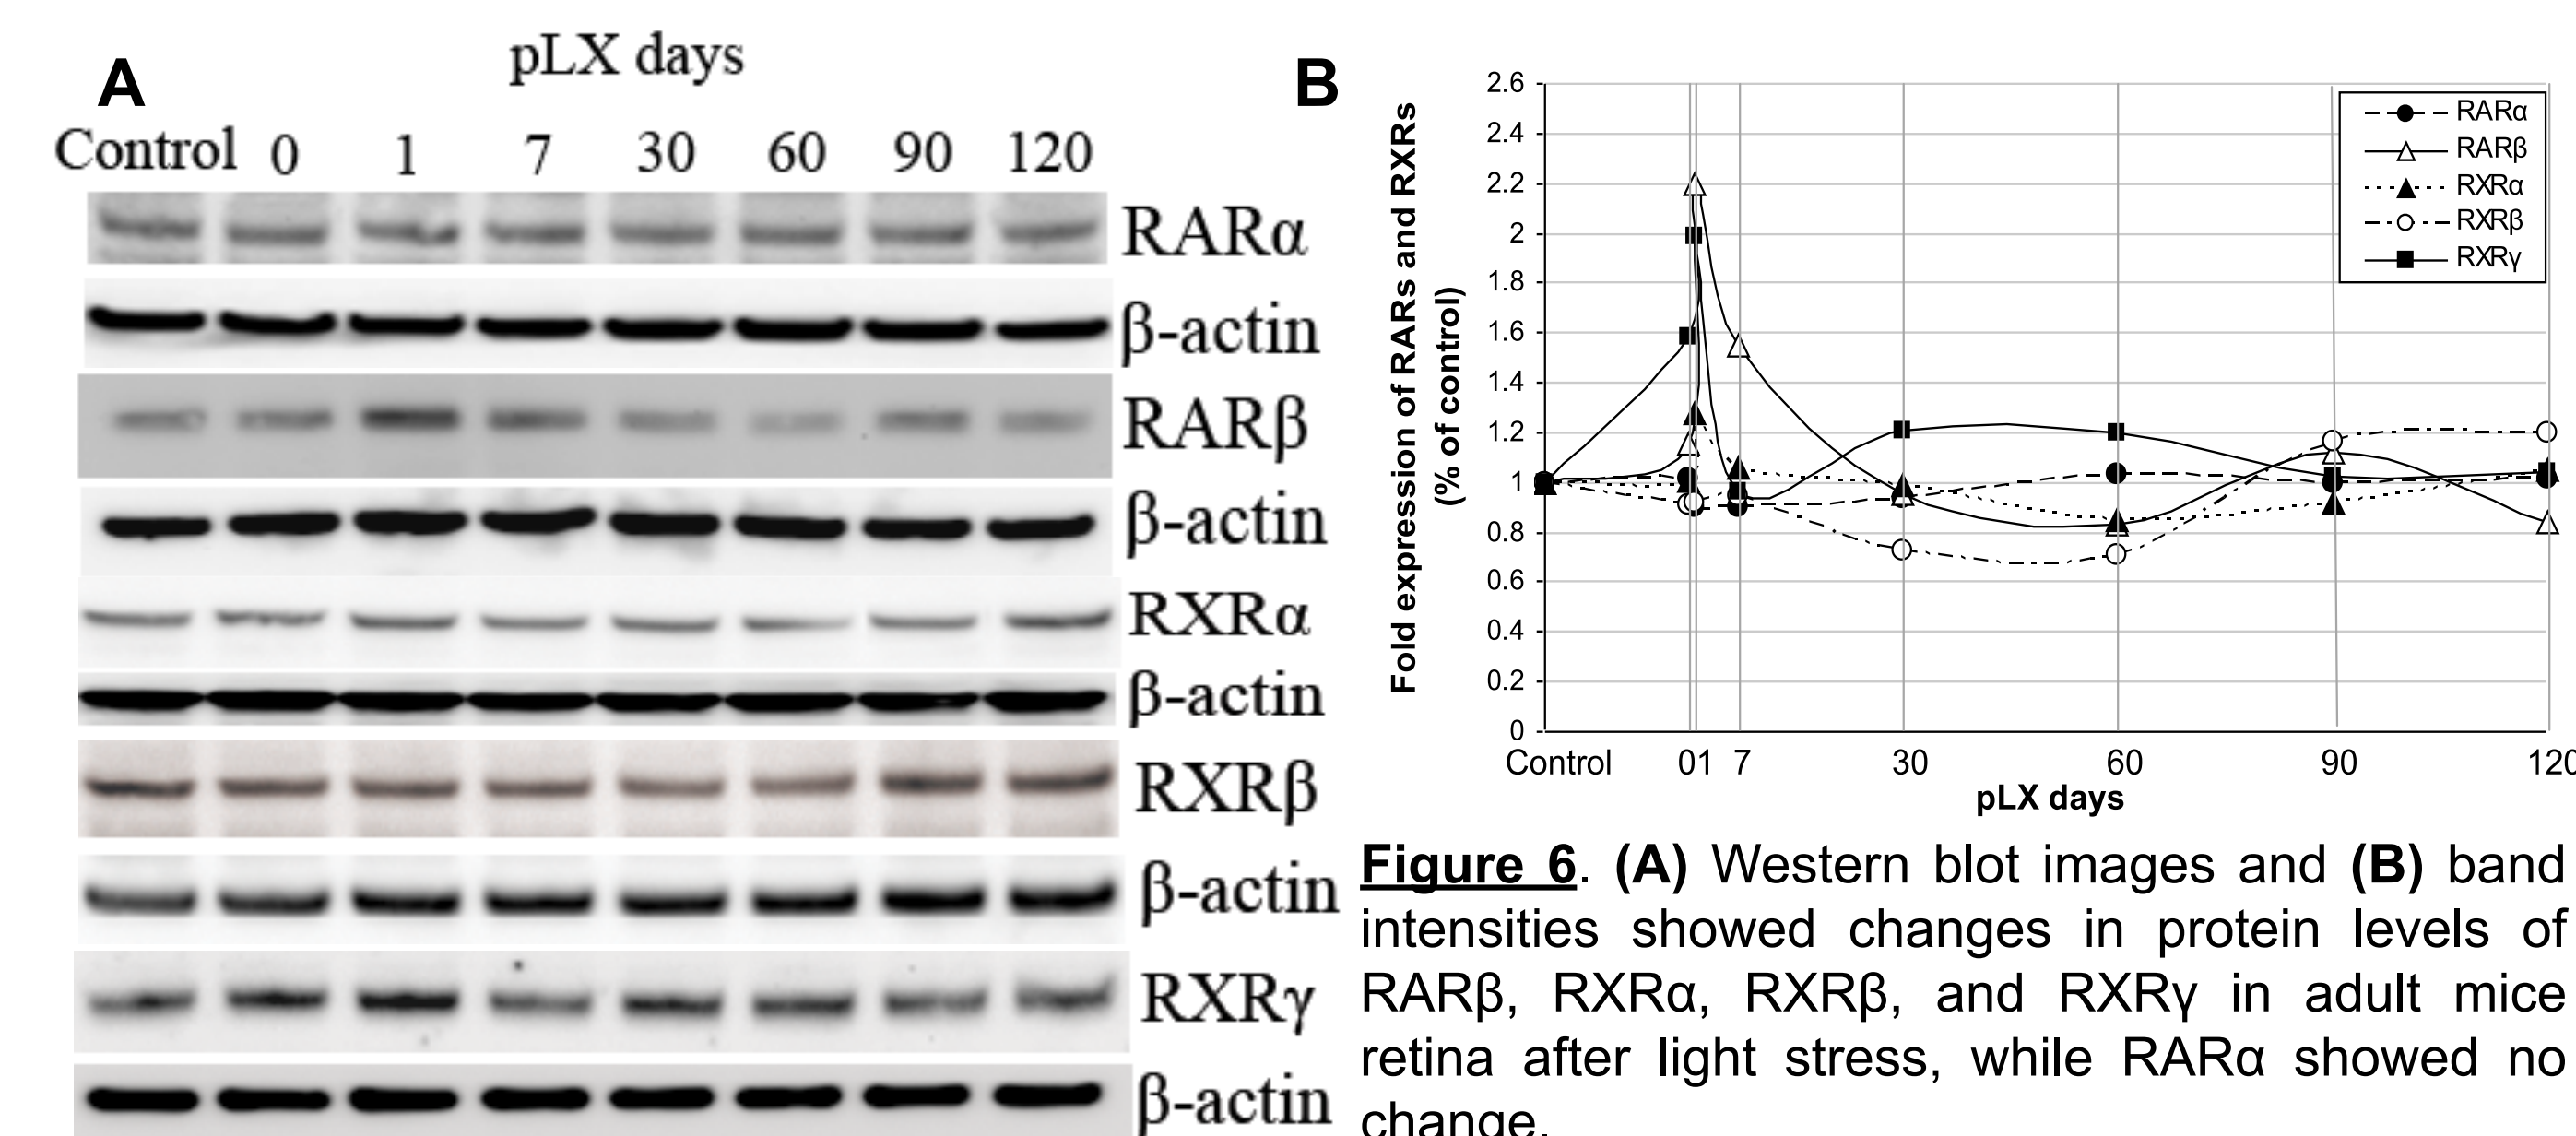 A
pLX days
Control 0 1 7 30 60 90 120
RARα
β-actin
RARβ
β-actin
RXRα
β-actin
RXRβ
β-actin
RXRγ
β-actin
B
Fold expression of RARs and RXRs
(% of control)
2.6
2.4
2.2
2
1.8
1.6
1.4
1.2
1
0.8
0.6
0.4
0.2
0
RARα
RARβ
RXRα
RXRβ
RXRγ
Control 0 1 7 30 60 90 120
pLX days
Figure 6. (A) Western blot images and (B) band
intensities showed changes in protein levels of
RARβ, RXRα, RXRβ, and RXRγ in adult mice
retina after light stress, while RARα showed no
change.